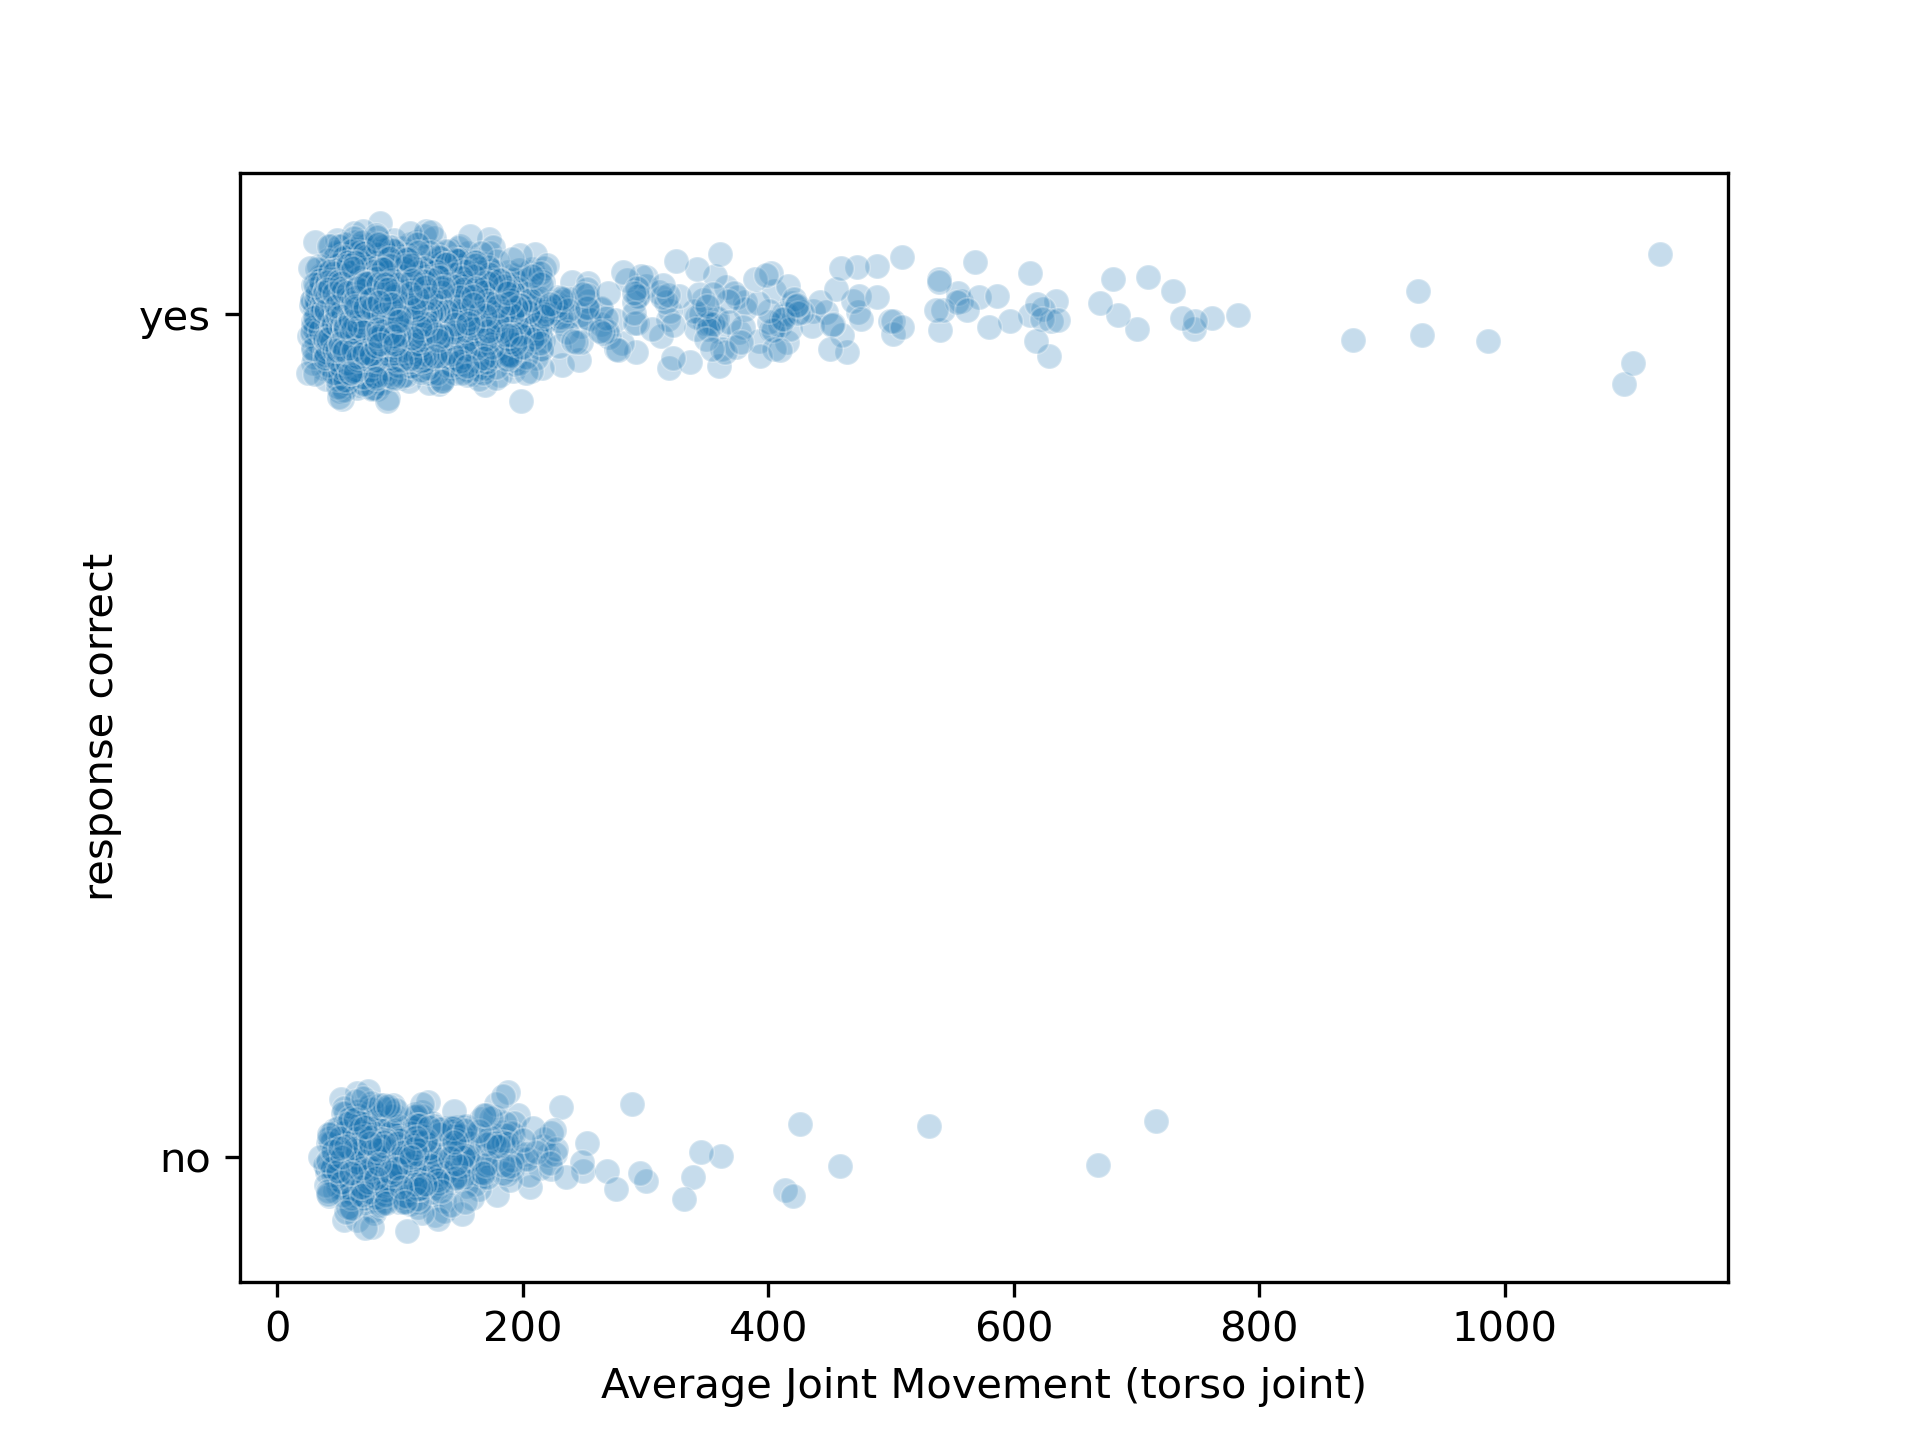 yes
response correct
no
0 200 400 600 800 1000
Average Joint Movement (torso joint)